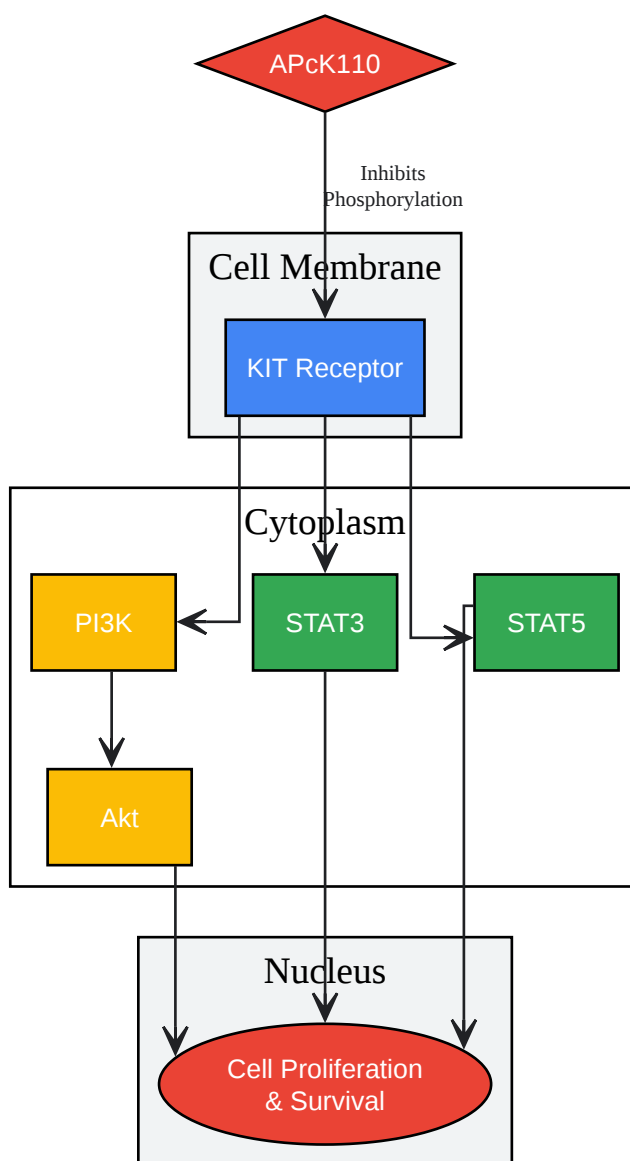 APcK110
Inhibits
Phosphorylation
Cell Membrane
KIT Receptor
Cytoplasm
PI3K
STAT3
STAT5
Akt
Nucleus
Cell Proliferation
& Survival